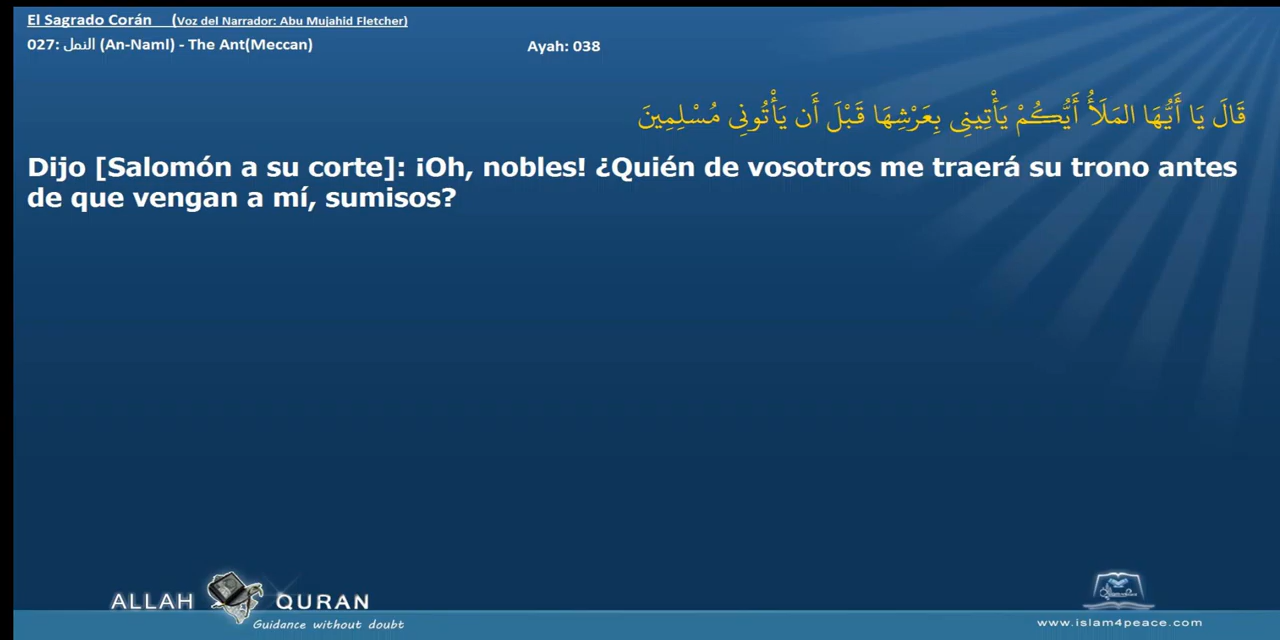 El Sagrado Corán (Voz del Narrador: Abu Mujahid Fletcher)
027: النمل (An-Naml) - The Ant(Meccan) Ayah: 038
قَالَ يَا أَيُّهَا المَلَأُ أَيُّكُمْ يَأْتِينِى بِعَرْشِهَا قَبْلَ أَن يَأْتُونِى مُسْلِمِينَ
Dijo [Salomón a su corte]: ¡Oh, nobles! ¿Quién de vosotros me traerá su trono antes
de que vengan a mí, sumisos?
ALLAH QURAN
Guidance without doubt
www.islam4peace.com